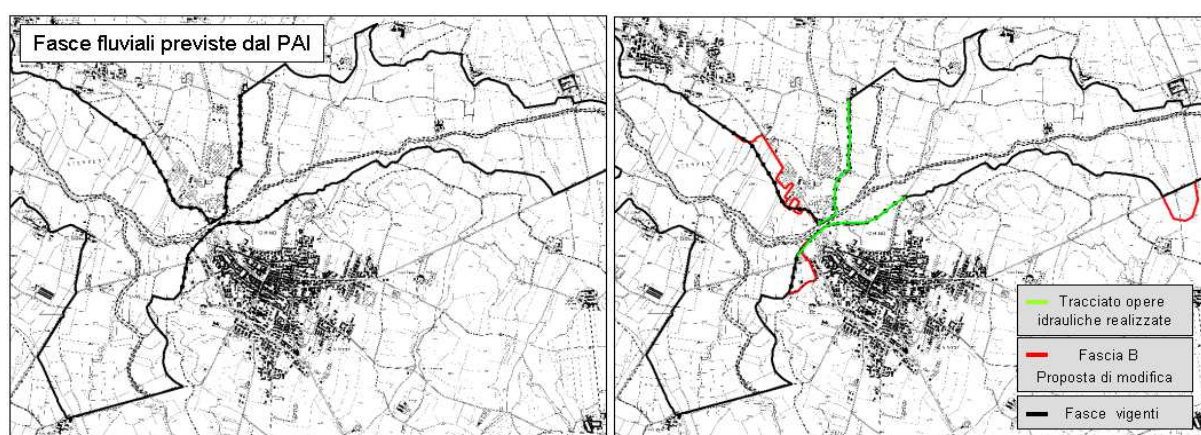 Fasce fluviali previste dal PAI
Tracciato opere
idrauliche realizzate
Fascia B
Proposta di modifica
Fasce vigenti